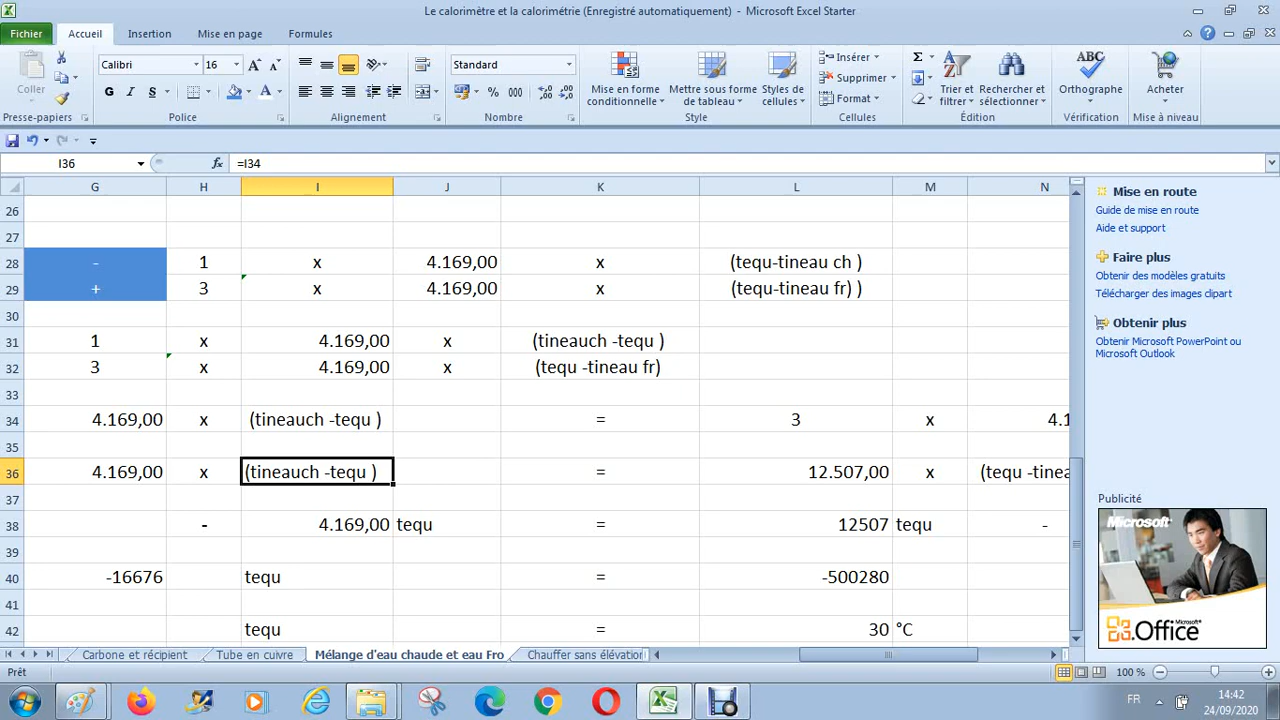 Le calorimètre et la calorimétrie (Enregistré automatiquement) - Microsoft Excel Starter
Fichier Accueil Insertion Mise en page Formules
Coller
Calibri 16
G I S
Standard
% 000
Mise en forme conditionnelle
Mettre sous forme de tableau
Styles de cellules
Insérer
Supprimer
Format
Σ
Trier et filtrer
Rechercher et sélectionner
ABC
Orthographe
Acheter
Presse-papiers Police Alignement Nombre Style Cellules Édition Vérification Mise à niveau
I36 fx =I34
G H I J K L M N
26
27
28 - 1 x 4.169,00 x (tequ-tineau ch )
29 + 3 x 4.169,00 x (tequ-tineau fr) )
30
31 1 x 4.169,00 x (tineauch -tequ )
32 3 x 4.169,00 x (tequ -tineau fr)
33
34 4.169,00 x (tineauch -tequ ) = 3 x 4.1
35
36 4.169,00 x (tineauch -tequ ) = 12.507,00 x (tequ -tinea
37
38 - 4.169,00 tequ = 12507 tequ -
39
40 -16676 tequ = -500280
41
42 tequ = 30 °C
Mise en route
Guide de mise en route
Aide et support
Faire plus
Obtenir des modèles gratuits
Télécharger des images clipart
Obtenir plus
Obtenir Microsoft PowerPoint ou
Microsoft Outlook
Publicité
Microsoft
Office
Carbone et récipient Tube en cuivre Mélange d'eau chaude et eau Fro Chauffer sans élévation
Prêt 100 %
FR 14:42
24/09/2020